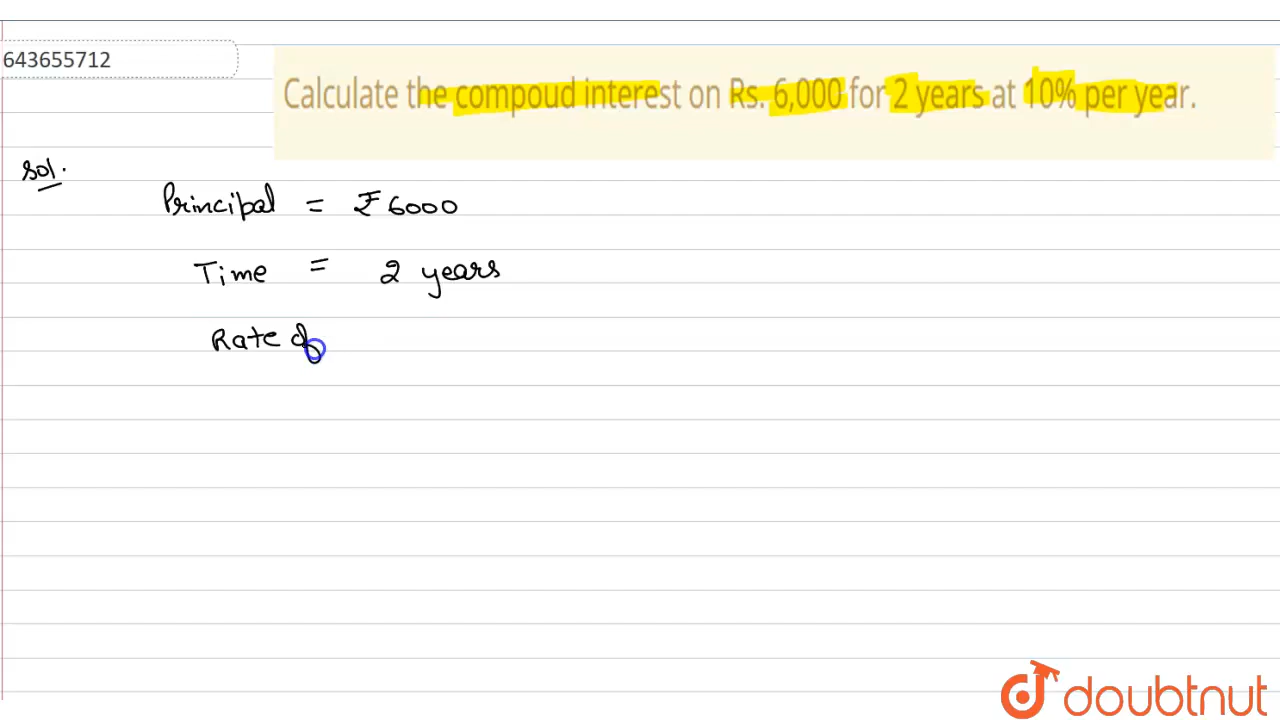 643655712
Calculate the compoud interest on Rs. 6,000 for 2 years at 10% per year.
Sol.
Principal = ₹ 6000
Time = 2 years
Rate of
doubtnut